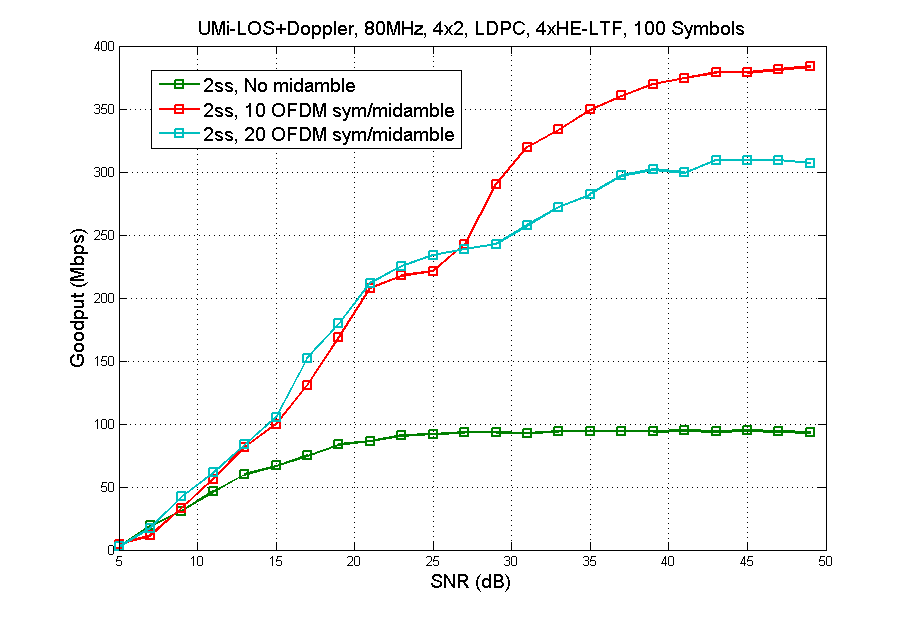 UMi-LOS+Doppler, 80MHz, 4x2, LDPC, 4xHE-LTF, 100 Symbols
400
350
300
250
200
150
100
50
0
Goodput (Mbps)
2ss, No midamble
2ss, 10 OFDM sym/midamble
2ss, 20 OFDM sym/midamble
5 10 15 20 25 30 35 40 45 50
SNR (dB)